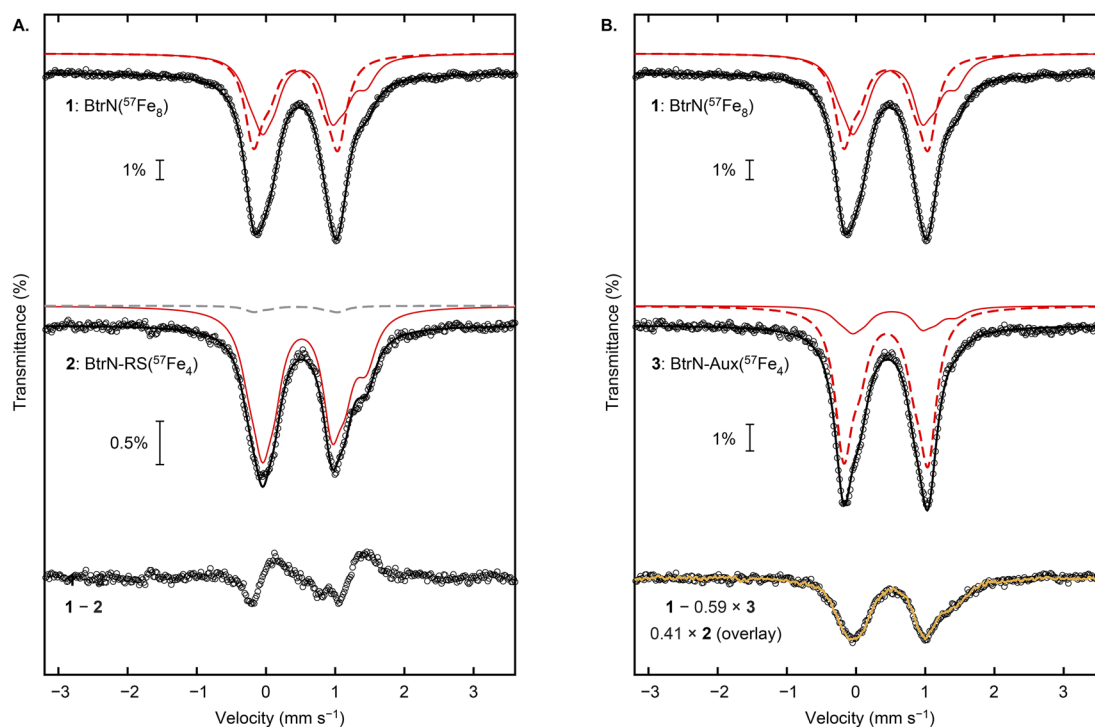 A.
1: BtrN(⁵⁷Fe₈)
1%
2: BtrN-RS(⁵⁷Fe₄)
0.5%
1 − 2
Transmittance (%)
−3 −2 −1 0 1 2 3
Velocity (mm s⁻¹)
B.
1: BtrN(⁵⁷Fe₈)
1%
3: BtrN-Aux(⁵⁷Fe₄)
1%
1 − 0.59 × 3
0.41 × 2 (overlay)
Transmittance (%)
−3 −2 −1 0 1 2 3
Velocity (mm s⁻¹)